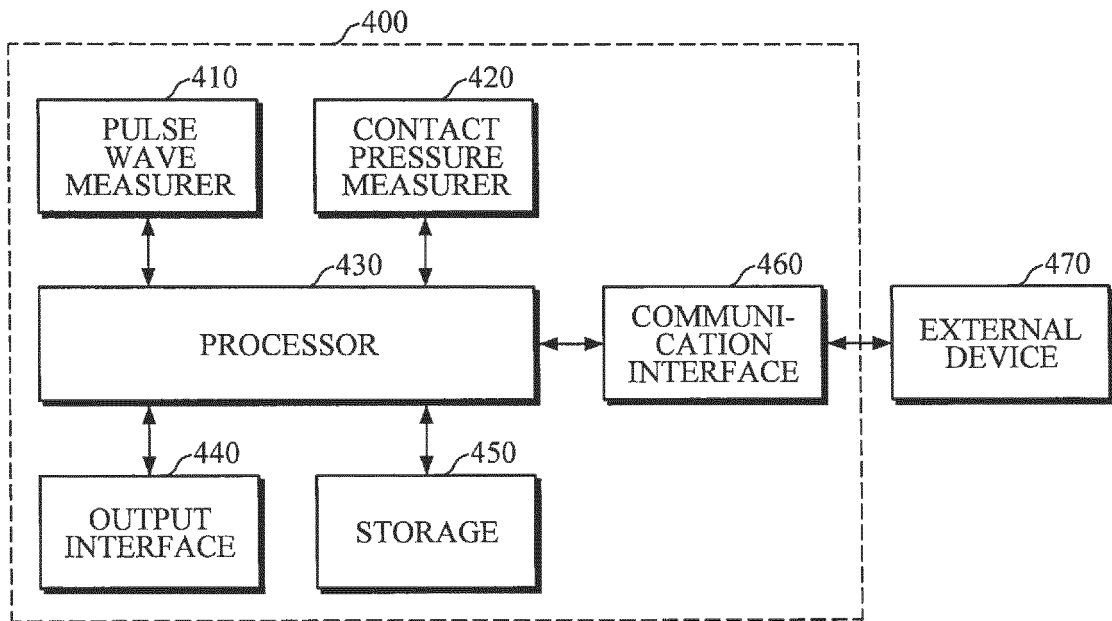 400
410
PULSE
WAVE
MEASURER
420
CONTACT
PRESSURE
MEASURER
430
PROCESSOR
460
COMMUNI-
CATION
INTERFACE
470
EXTERNAL
DEVICE
440
OUTPUT
INTERFACE
450
STORAGE